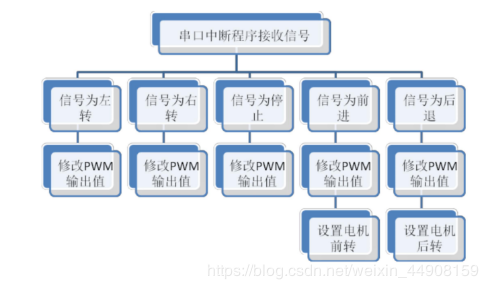 串口中断程序接收信号
信号为左
转
信号为右
转
信号为停
止
信号为前
进
信号为后
退
修改PWM
输出值
修改PWM
输出值
修改PWM
输出值
修改PWM
输出值
修改PWM
输出值
设置电机
前转
设置电机
后转
https://blog.csdn.net/weixin_44908159